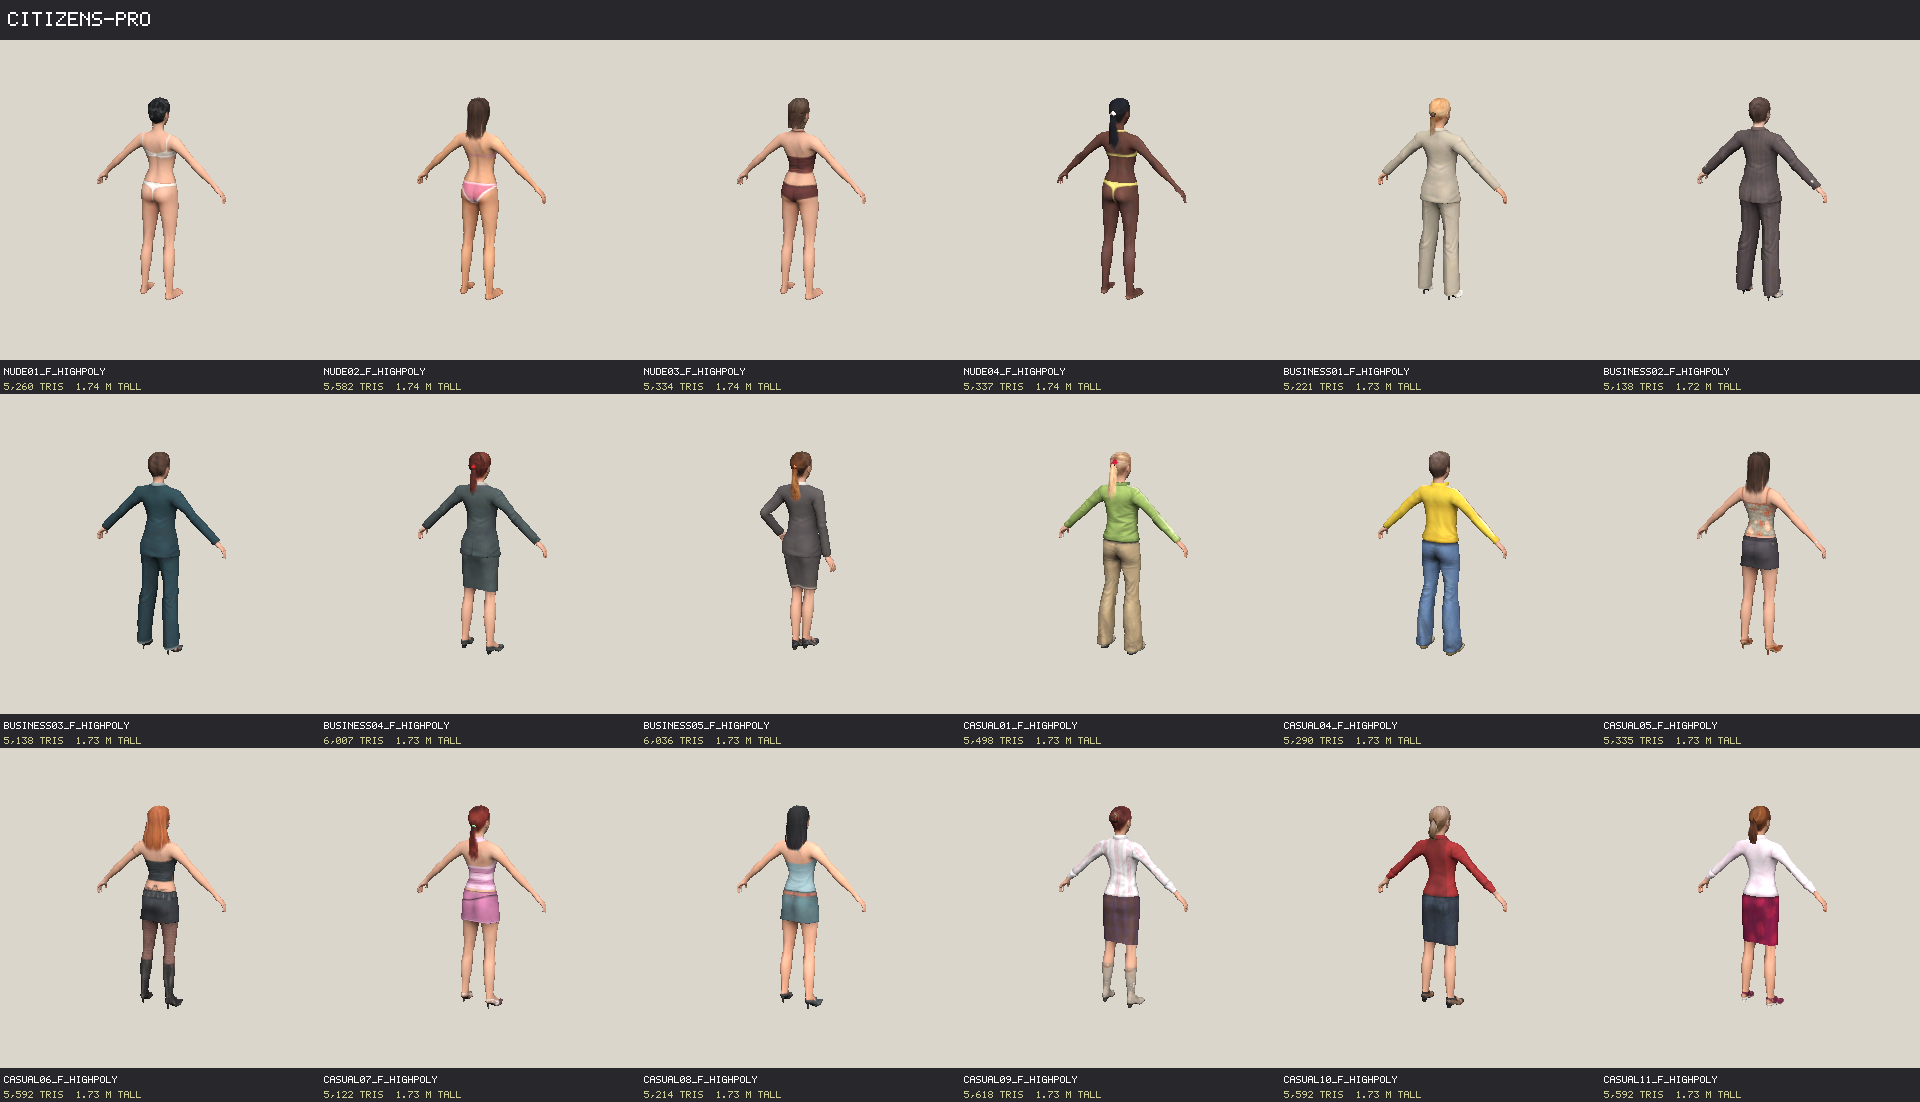 CITIZENS-PRO
NUDE01_F_HIGHPOLY
5,260 TRIS 1.74 M TALL
NUDE02_F_HIGHPOLY
5,582 TRIS 1.74 M TALL
NUDE03_F_HIGHPOLY
5,334 TRIS 1.74 M TALL
NUDE04_F_HIGHPOLY
5,337 TRIS 1.74 M TALL
BUSINESS01_F_HIGHPOLY
5,221 TRIS 1.73 M TALL
BUSINESS02_F_HIGHPOLY
5,138 TRIS 1.72 M TALL
BUSINESS03_F_HIGHPOLY
5,138 TRIS 1.73 M TALL
BUSINESS04_F_HIGHPOLY
6,007 TRIS 1.73 M TALL
BUSINESS05_F_HIGHPOLY
6,036 TRIS 1.73 M TALL
CASUAL01_F_HIGHPOLY
5,498 TRIS 1.73 M TALL
CASUAL04_F_HIGHPOLY
5,290 TRIS 1.73 M TALL
CASUAL05_F_HIGHPOLY
5,335 TRIS 1.73 M TALL
CASUAL06_F_HIGHPOLY
5,592 TRIS 1.73 M TALL
CASUAL07_F_HIGHPOLY
5,122 TRIS 1.73 M TALL
CASUAL08_F_HIGHPOLY
5,214 TRIS 1.73 M TALL
CASUAL09_F_HIGHPOLY
5,618 TRIS 1.73 M TALL
CASUAL10_F_HIGHPOLY
5,592 TRIS 1.73 M TALL
CASUAL11_F_HIGHPOLY
5,592 TRIS 1.73 M TALL